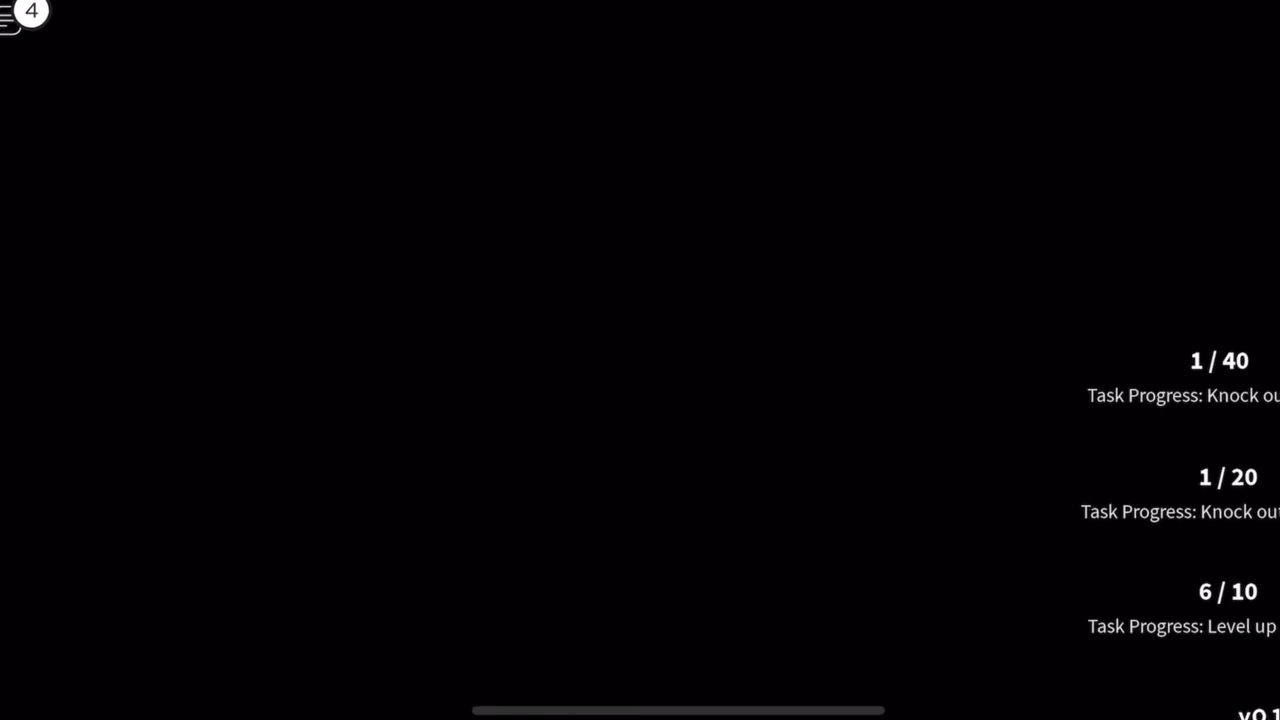 4
1 / 40
Task Progress: Knock
1 / 20
Task Progress: Knock
6 / 10
Task Progress: Level up